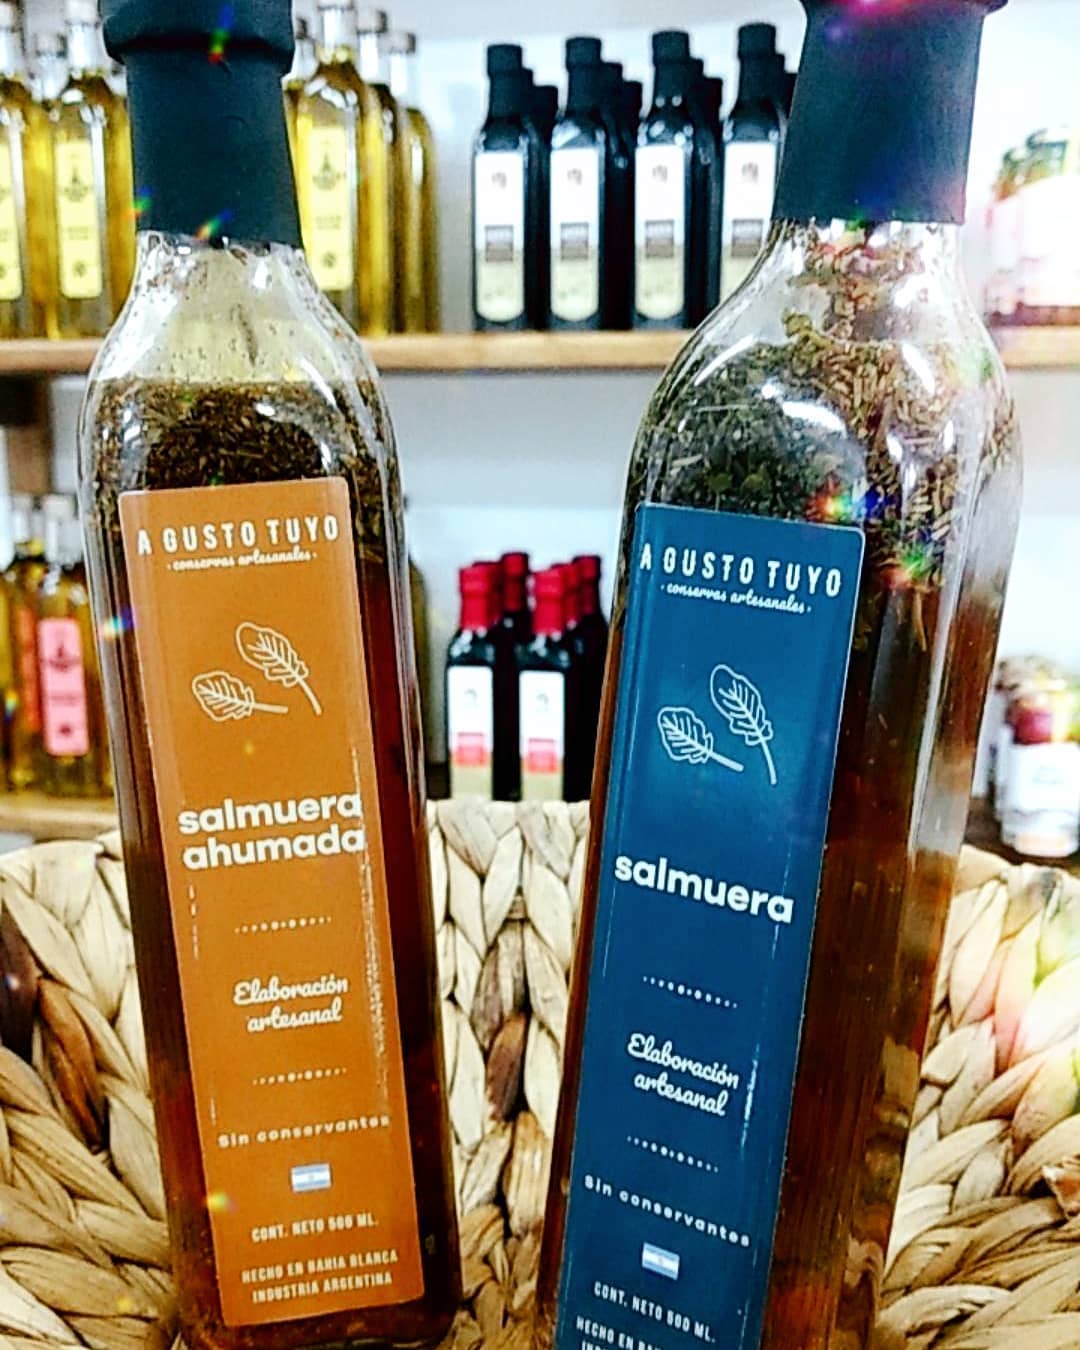 A GUSTO TUYO
· conservas artesanales ·
salmuera
ahumada
Elaboración
artesanal
Sin conservantes
CONT. NETO 500 ML.
HECHO EN BAHIA BLANCA
INDUSTRIA ARGENTINA
A GUSTO TUYO
· conservas artesanales ·
salmuera
Elaboración
artesanal
Sin conservantes
CONT. NETO 500 ML.
HECHO EN